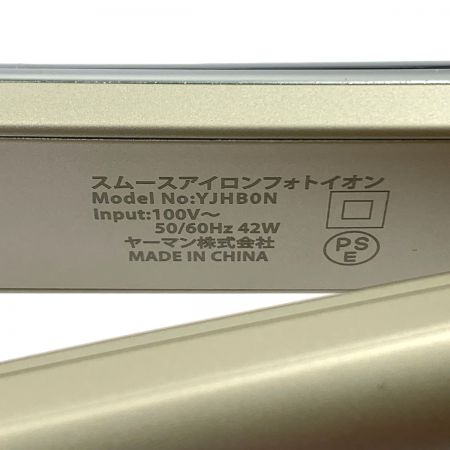 スムースアイロンフォトイオン
Model No:YJHB0N
Input:100V～
50/60Hz 42W
ヤーマン株式会社
MADE IN CHINA
PS
E